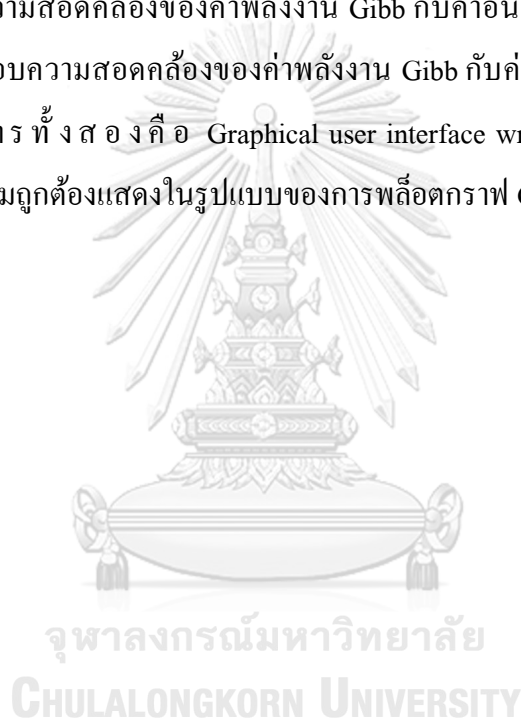 ามสอดคล้องของค่าพลังงาน Gibb กับค่าอื่น
อบความสอดคล้องของค่าพลังงาน Gibb กับค่
า ร ทั้ ง ส อ ง คื อ Graphical user interface wr
มถูกต้องแสดงในรูปแบบของการพล็อตกราฟ
จุฬาลงกรณ์มหาวิทยาลัย
CHULALONGKORN UNIVERSITY